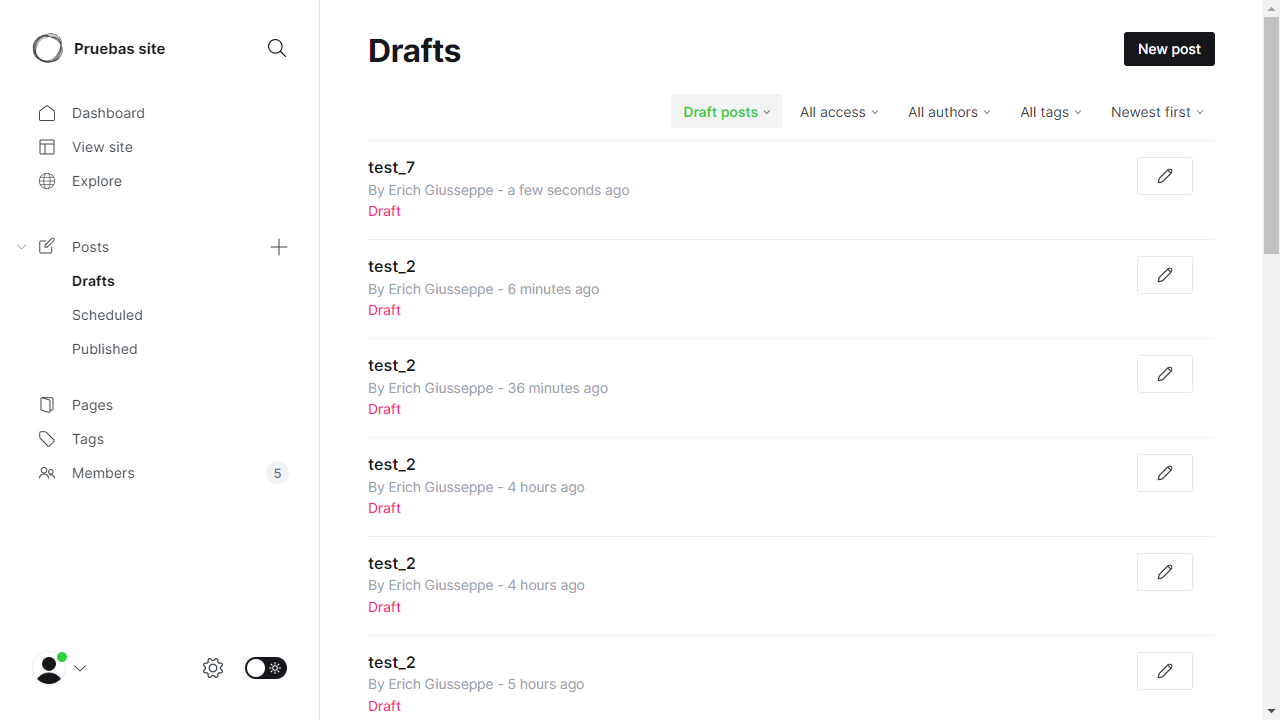 Pruebas site
Dashboard
View site
Explore
Posts
Drafts
Scheduled
Published
Pages
Tags
Members
5
Drafts
New post
Draft posts
All access
All authors
All tags
Newest first
test_7
By Erich Giusseppe - a few seconds ago
Draft
test_2
By Erich Giusseppe - 6 minutes ago
Draft
test_2
By Erich Giusseppe - 36 minutes ago
Draft
test_2
By Erich Giusseppe - 4 hours ago
Draft
test_2
By Erich Giusseppe - 4 hours ago
Draft
test_2
By Erich Giusseppe - 5 hours ago
Draft